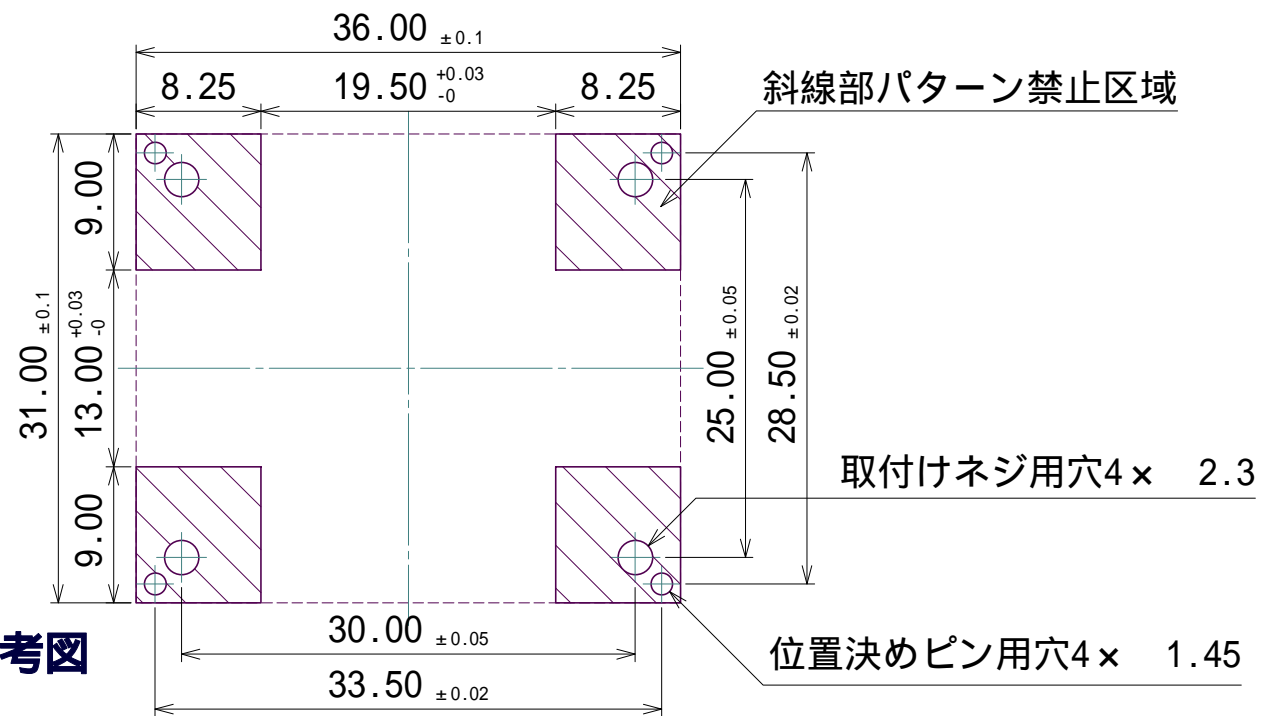 36.00 ±0.1
8.25 19.50 +0.03 -0 8.25
斜線部パターン禁止区域
9.00
31.00 ±0.1
13.00 +0.03 -0
9.00
25.00 ±0.05
28.50 ±0.02
取付けネジ用穴4× 2.3
30.00 ±0.05
考図
位置決めピン用穴4× 1.45
33.50 ±0.02